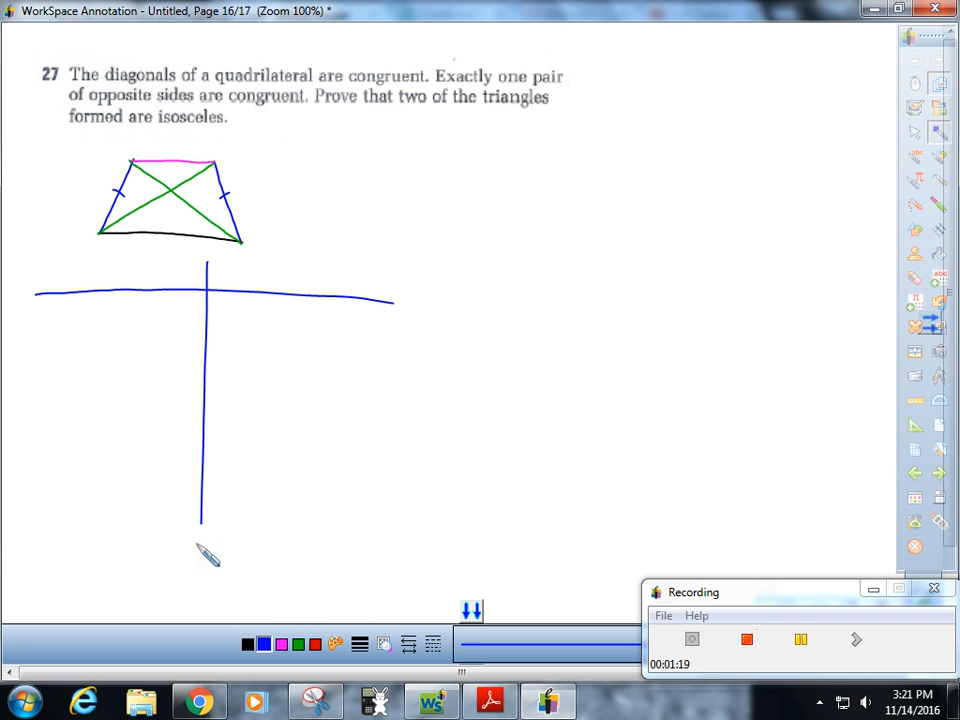 WorkSpace Annotation - Untitled, Page 16/17 (Zoom 100%) *
27 The diagonals of a quadrilateral are congruent. Exactly one pair
of opposite sides are congruent. Prove that two of the triangles
formed are isosceles.
Recording
File Help
00:01:19
3:21 PM
11/14/2016